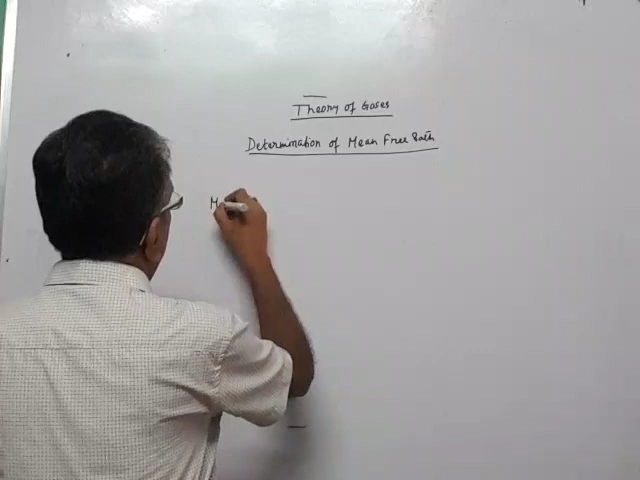 Theory of Gases
Determination of Mean Free Path
M